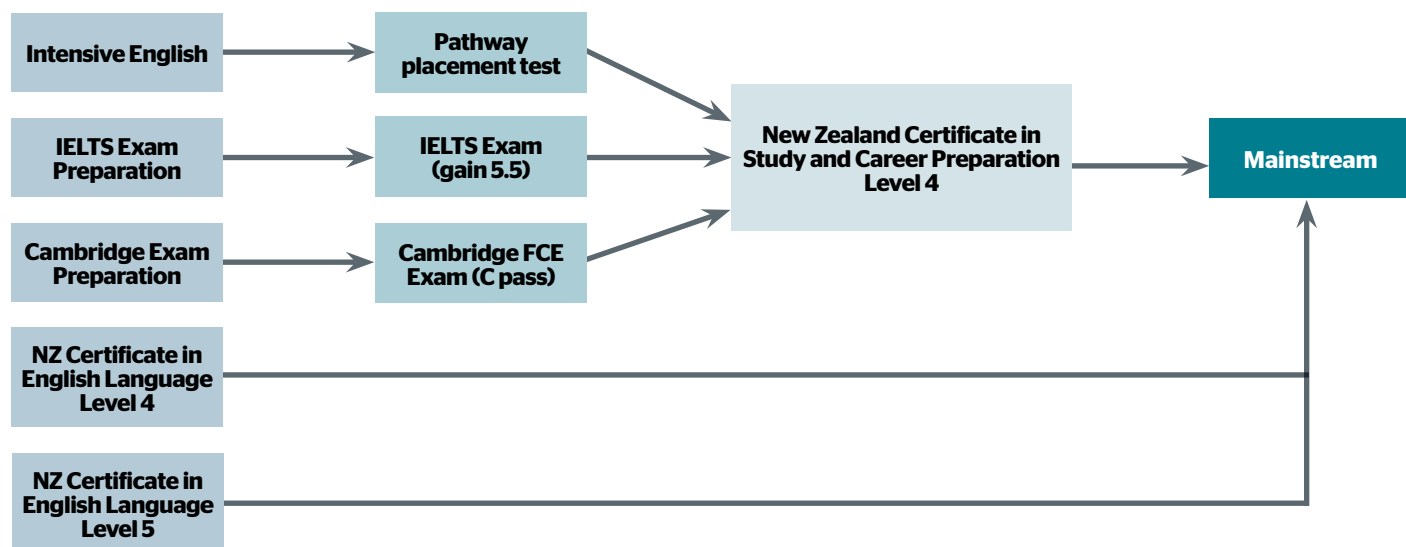 Intensive English
Pathway
placement test
IELTS Exam
Preparation
IELTS Exam
(gain 5.5)
Cambridge Exam
Preparation
Cambridge FCE
Exam (C pass)
New Zealand Certificate in
Study and Career Preparation
Level 4
Mainstream
NZ Certificate in
English Language
Level 4
NZ Certificate in
English Language
Level 5